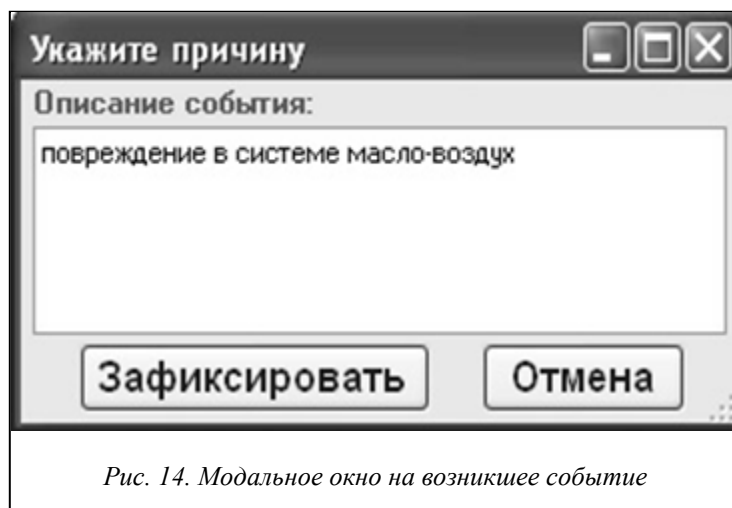 Укажите причину
Описание события:
повреждение в системе масло-воздух
Зафиксировать Отмена
Рис. 14. Модальное окно на возникшее событие